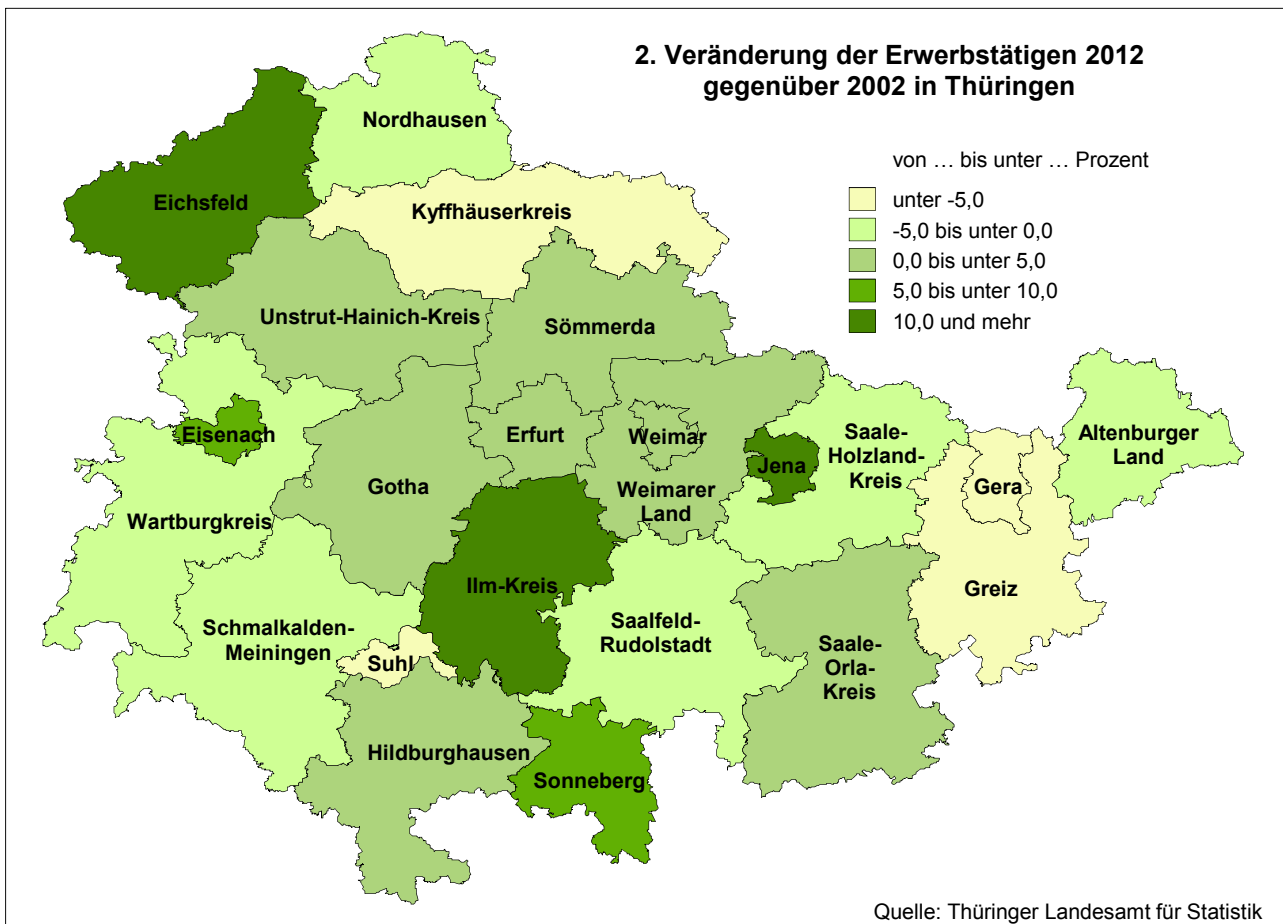 2. Veränderung der Erwerbstätigen 2012
gegenüber 2002 in Thüringen
von … bis unter … Prozent
unter -5,0
-5,0 bis unter 0,0
0,0 bis unter 5,0
5,0 bis unter 10,0
10,0 und mehr
Nordhausen
Eichsfeld
Kyffhäuserkreis
Unstrut-Hainich-Kreis
Sömmerda
Eisenach
Erfurt
Weimar
Saale-
Holzland-
Kreis
Altenburger
Land
Jena
Gotha
Weimarer
Land
Gera
Wartburgkreis
Ilm-Kreis
Greiz
Schmalkalden-
Meiningen
Saalfeld-
Rudolstadt
Suhl
Saale-
Orla-
Kreis
Hildburghausen
Sonneberg
Quelle: Thüringer Landesamt für Statistik